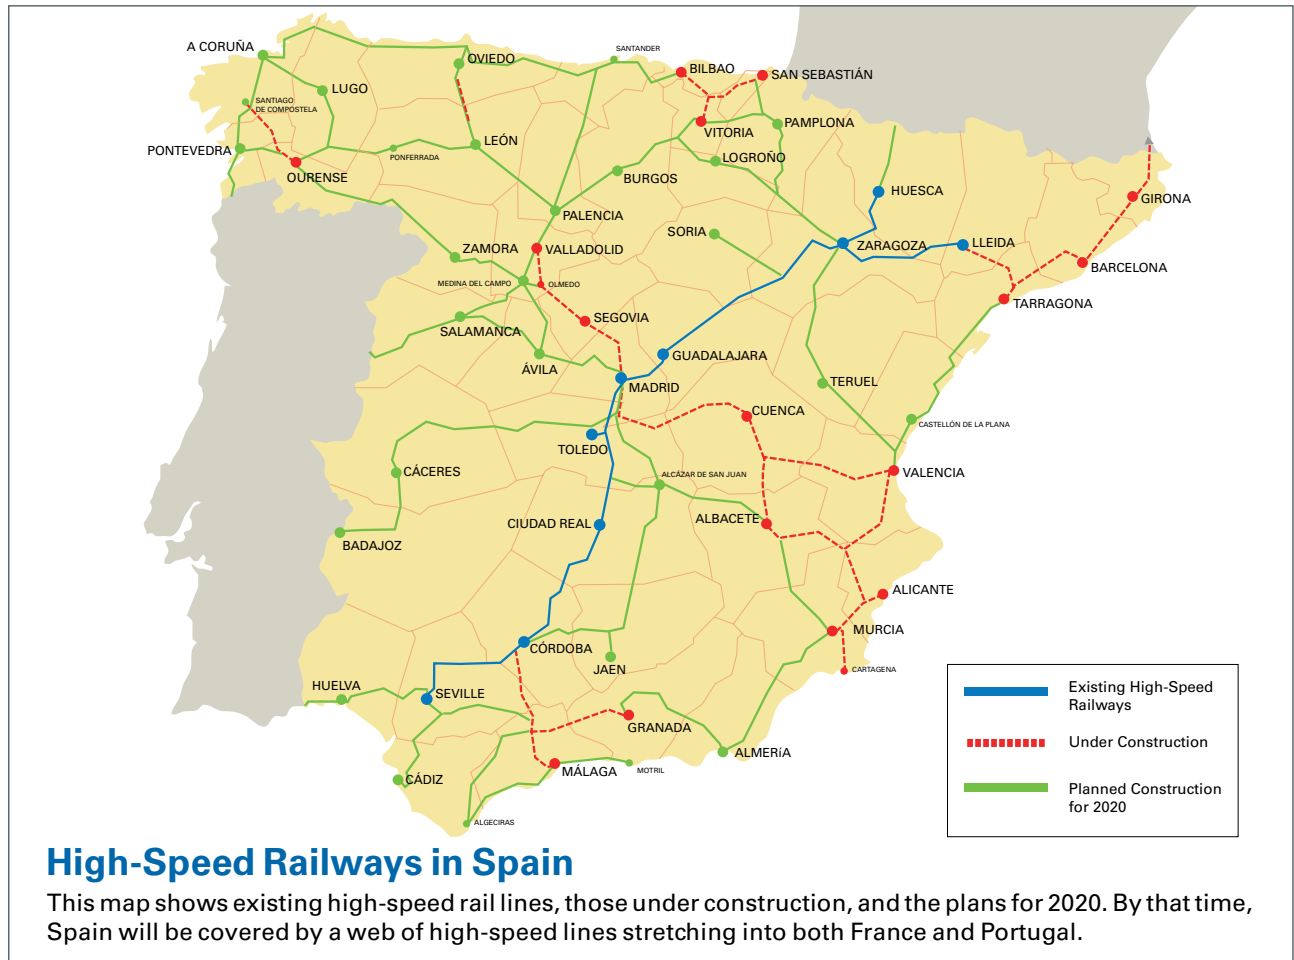 A CORUÑA
OVIEDO
SANTANDER
BILBAO
SAN SEBASTIÁN
LUGO
SANTIAGO
DE COMPOSTELA
VITORIA
PAMPLONA
PONTEVEDRA
PONFERRADA
LEÓN
LOGROÑO
OURENSE
BURGOS
HUESCA
GIRONA
PALENCIA
SORIA
ZARAGOZA
LLEIDA
ZAMORA
VALLADOLID
BARCELONA
MEDINA DEL CAMPO
OLMEDO
TARRAGONA
SALAMANCA
SEGOVIA
ÁVILA
GUADALAJARA
MADRID
TERUEL
CUENCA
CASTELLÓN DE LA PLANA
TOLEDO
CÁCERES
ALCÁZAR DE SAN JUAN
VALENCIA
CIUDAD REAL
ALBACETE
BADAJOZ
ALICANTE
MURCIA
CÓRDOBA
JAEN
CARTAGENA
HUELVA
SEVILLE
GRANADA
ALMERíA
CÁDIZ
MÁLAGA
MOTRIL
ALGECIRAS
Existing High-Speed
Railways
Under Construction
Planned Construction
for 2020
High-Speed Railways in Spain
This map shows existing high-speed rail lines, those under construction, and the plans for 2020. By that time,
Spain will be covered by a web of high-speed lines stretching into both France and Portugal.